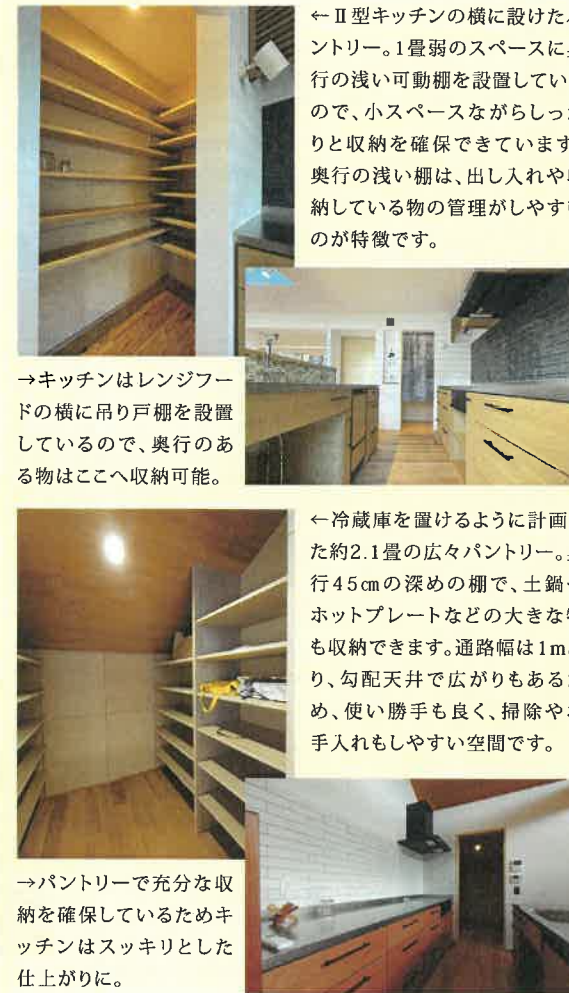 ←Ⅱ型キッチンの横に設けた
ントリー。1畳弱のスペースに
行の浅い可動棚を設置してい
ので、小スペースながらしっ
りと収納を確保できています
奥行の浅い棚は、出し入れや
納している物の管理がしやす
のが特徴です。
→キッチンはレンジフー
ドの横に吊り戸棚を設置
しているので、奥行のあ
る物はここへ収納可能。
←冷蔵庫を置けるように計画
た約2.1畳の広々パントリー。
行45㎝の深めの棚で、土鍋
ホットプレートなどの大きな
も収納できます。通路幅は1m
り、勾配天井で広がりもある
め、使い勝手も良く、掃除や
手入れもしやすい空間です。
→パントリーで充分な収
納を確保しているためキ
ッチンはスッキリとした
仕上がりに。